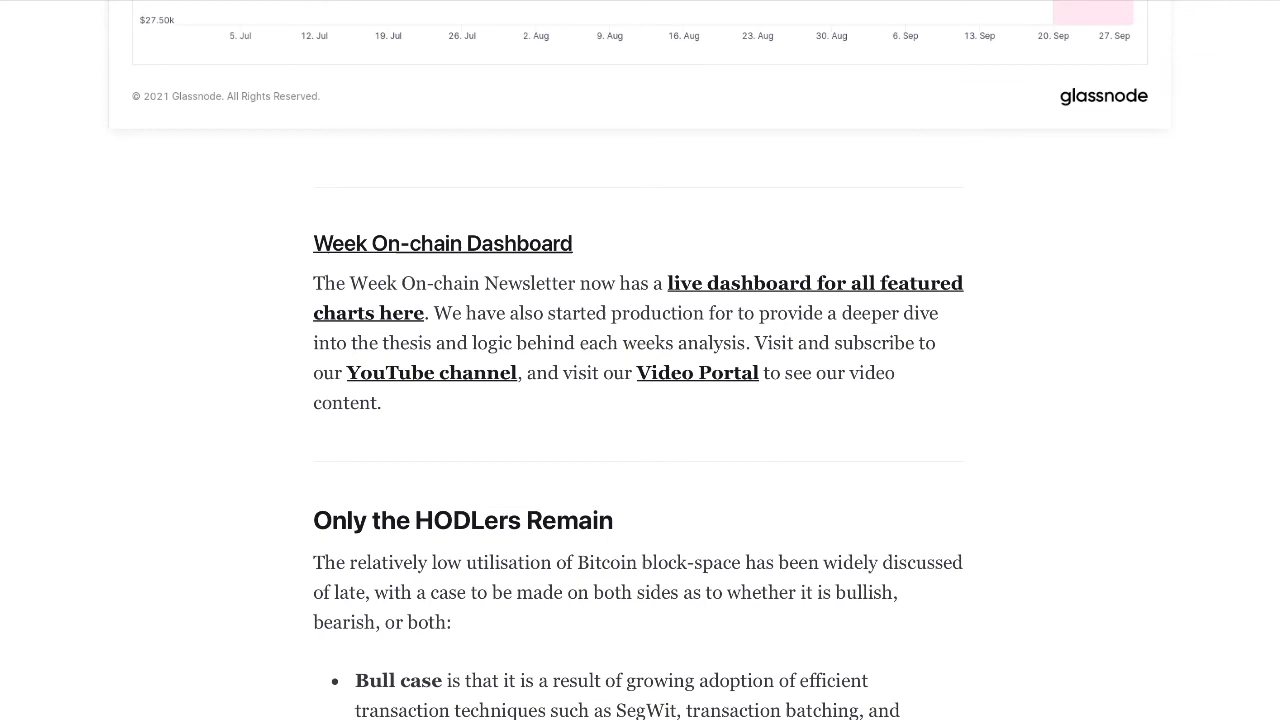 $27.50k
5. Jul 12. Jul 19. Jul 26. Jul 2. Aug 9. Aug 16. Aug 23. Aug 30. Aug 6. Sep 13. Sep 20. Sep 27. Sep
© 2021 Glassnode. All Rights Reserved. glassnode
Week On-chain Dashboard
The Week On-chain Newsletter now has a live dashboard for all featured
charts here. We have also started production for to provide a deeper dive
into the thesis and logic behind each weeks analysis. Visit and subscribe to
our YouTube channel, and visit our Video Portal to see our video
content.
Only the HODLers Remain
The relatively low utilisation of Bitcoin block-space has been widely discussed
of late, with a case to be made on both sides as to whether it is bullish,
bearish, or both:
• Bull case is that it is a result of growing adoption of efficient
transaction techniques such as SegWit, transaction batching, and